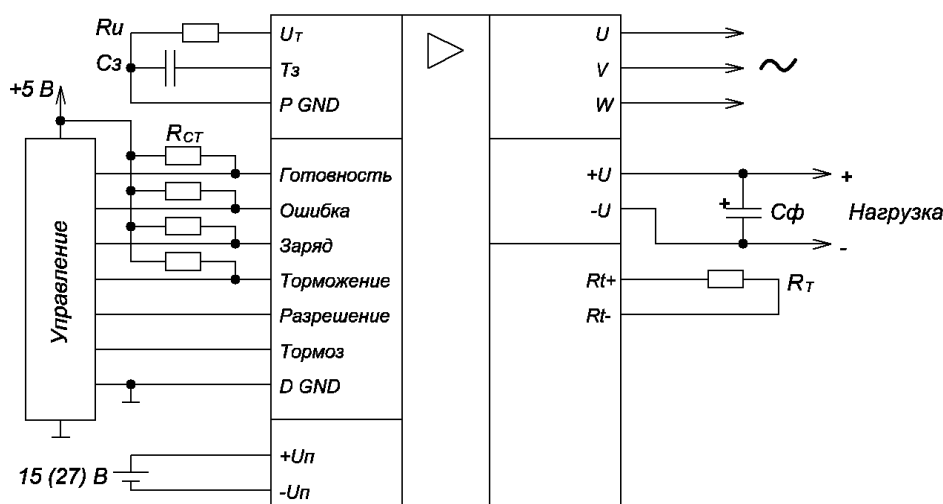 Rи
Cз
+5 В
RСТ
Управление
15 (27) В
UТ
Tз
P GND
Готовность
Ошибка
Заряд
Торможение
Разрешение
Тормоз
D GND
+Uп
-Uп
U
V
W
+U
-U
Rt+
Rt-
+
+
Cф
Нагрузка
-
RТ